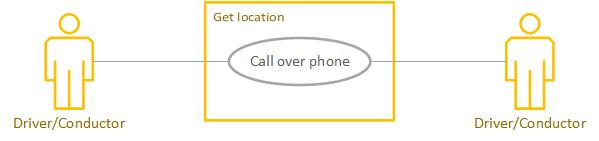 Get location
Call over phone
Driver/Conductor
Driver/Conductor